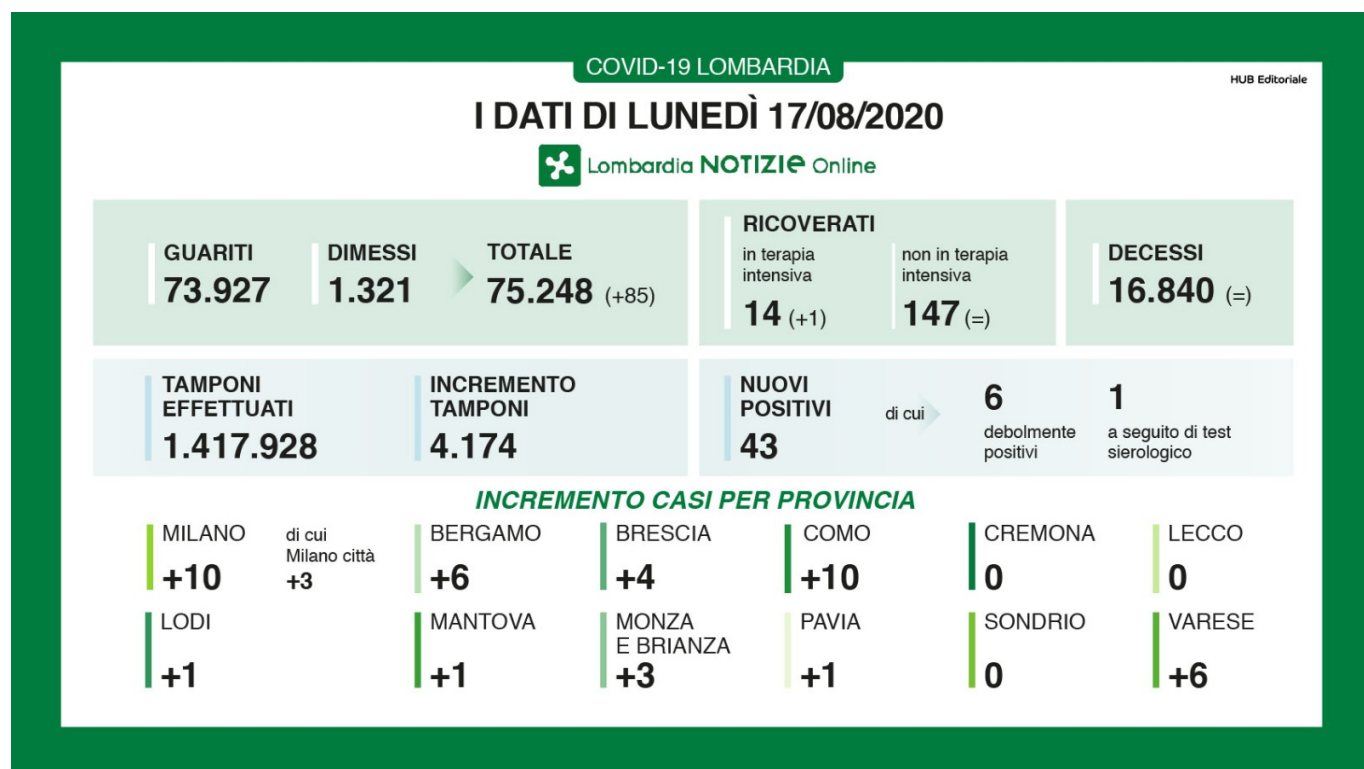 COVID-19 LOMBARDIA
HUB Editoriale
I DATI DI LUNEDÌ 17/08/2020
Lombardia NOTIZIE Online
GUARITI
73.927
DIMESSI
1.321
TOTALE
75.248 (+85)
RICOVERATI
in terapia
intensiva
14 (+1)
non in terapia
intensiva
147 (=)
DECESSI
16.840 (=)
TAMPONI
EFFETTUATI
1.417.928
INCREMENTO
TAMPONI
4.174
NUOVI
POSITIVI
43
di cui
6
debolmente
positivi
1
a seguito di test
sierologico
INCREMENTO CASI PER PROVINCIA
MILANO
+10
di cui
Milano città
+3
BERGAMO
+6
BRESCIA
+4
COMO
+10
CREMONA
0
LECCO
0
LODI
+1
MANTOVA
+1
MONZA
E BRIANZA
+3
PAVIA
+1
SONDRIO
0
VARESE
+6